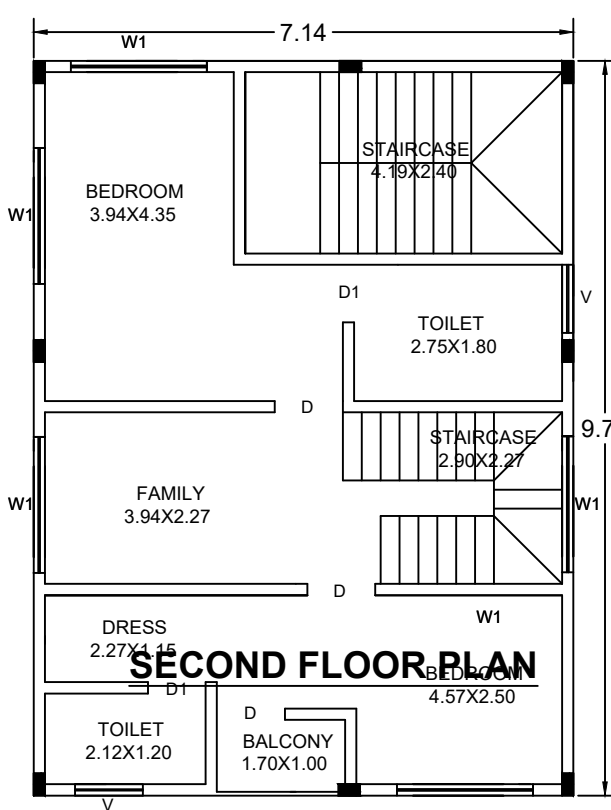 7.14
W1
STAIRCASE
4.19X2.40
BEDROOM
3.94X4.35
W1
D1
V
TOILET
2.75X1.80
D
STAIRCASE
2.90X2.27
9.7
FAMILY
3.94X2.27
W1
W1
D
W1
DRESS
2.27X1.15
SECOND FLOOR PLAN
BEDROOM
4.57X2.50
D1
D
TOILET
2.12X1.20
BALCONY
1.70X1.00
V